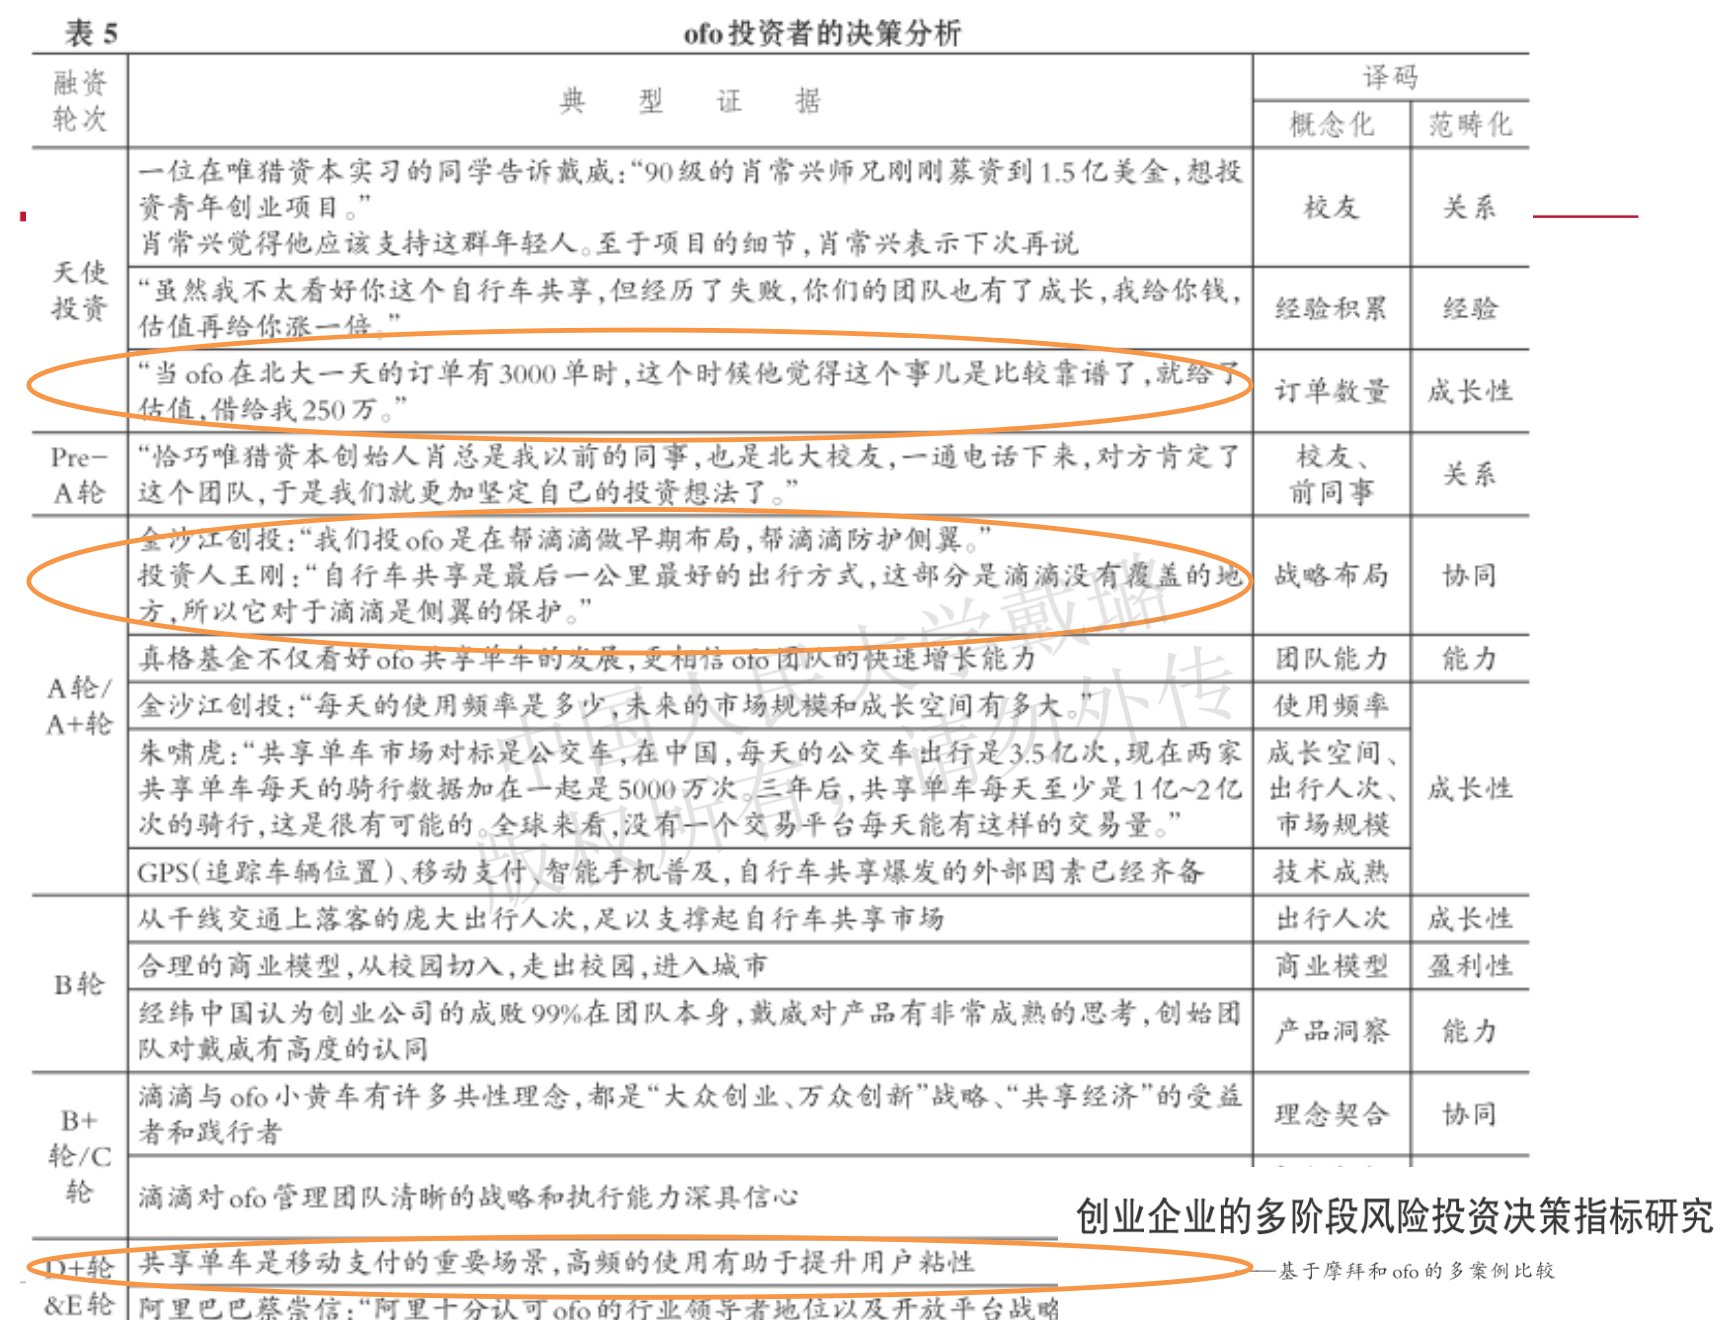 表 5 ofo投资者的决策分析
融资
轮次
典 型 证 据
译码
概念化 范畴化
天使
投资
一位在唯猎资本实习的同学告诉戴威:“90级的肖常兴师兄刚刚募资到1.5亿美金,想投
资青年创业项目。”
肖常兴觉得他应该支持这群年轻人。至于项目的细节,肖常兴表示下次再说
校友 关系
“虽然我不太看好你这个自行车共享,但经历了失败,你们的团队也有了成长,我给你钱,
估值再给你涨一倍。”
经验积累 经验
“当ofo在北大一天的订单有3000单时,这个时候他觉得这个事儿是比较靠谱了,就给了
估值,借给我250万。”
订单数量 成长性
Pre-
A轮
“恰巧唯猎资本创始人肖总是我以前的同事,也是北大校友,一通电话下来,对方肯定了
这个团队,于是我们就更加坚定自己的投资想法了。”
校友、
前同事
关系
A轮/
A+轮
金沙江创投:“我们投ofo是在帮滴滴做早期布局,帮滴滴防护侧翼。”
投资人王刚:“自行车共享是最后一公里最好的出行方式,这部分是滴滴没有覆盖的地
方,所以它对于滴滴是侧翼的保护。”
战略布局 协同
真格基金不仅看好ofo共享单车的发展,更相信ofo团队的快速增长能力
团队能力 能力
金沙江创投:“每天的使用频率是多少,未来的市场规模和成长空间有多大。”
使用频率
朱啸虎:“共享单车市场对标是公交车,在中国,每天的公交车出行是3.5亿次,现在两家
共享单车每天的骑行数据加在一起是5000万次。三年后,共享单车每天至少是1亿~2亿
次的骑行,这是很有可能的。全球来看,没有一个交易平台每天能有这样的交易量。”
成长空间、
出行人次、
市场规模
成长性
GPS(追踪车辆位置)、移动支付、智能手机普及,自行车共享爆发的外部因素已经齐备
技术成熟
B轮
从干线交通上落客的庞大出行人次,足以支撑起自行车共享市场
出行人次 成长性
合理的商业模型,从校园切入,走出校园,进入城市
商业模型 盈利性
经纬中国认为创业公司的成败99%在团队本身,戴威对产品有非常成熟的思考,创始团
队对戴威有高度的认同
产品洞察 能力
B+
轮/C
轮
滴滴与ofo小黄车有许多共性理念,都是“大众创业、万众创新”战略、“共享经济”的受益
者和践行者
理念契合 协同
滴滴对ofo管理团队清晰的战略和执行能力深具信心
D+轮
&E轮
共享单车是移动支付的重要场景,高频的使用有助于提升用户粘性
阿里巴巴蔡崇信:“阿里十分认可ofo的行业领导者地位以及开放平台战略
创业企业的多阶段风险投资决策指标研究
——基于摩拜和ofo的多案例比较
中国人民大学戴璐
版权所有，请勿外传